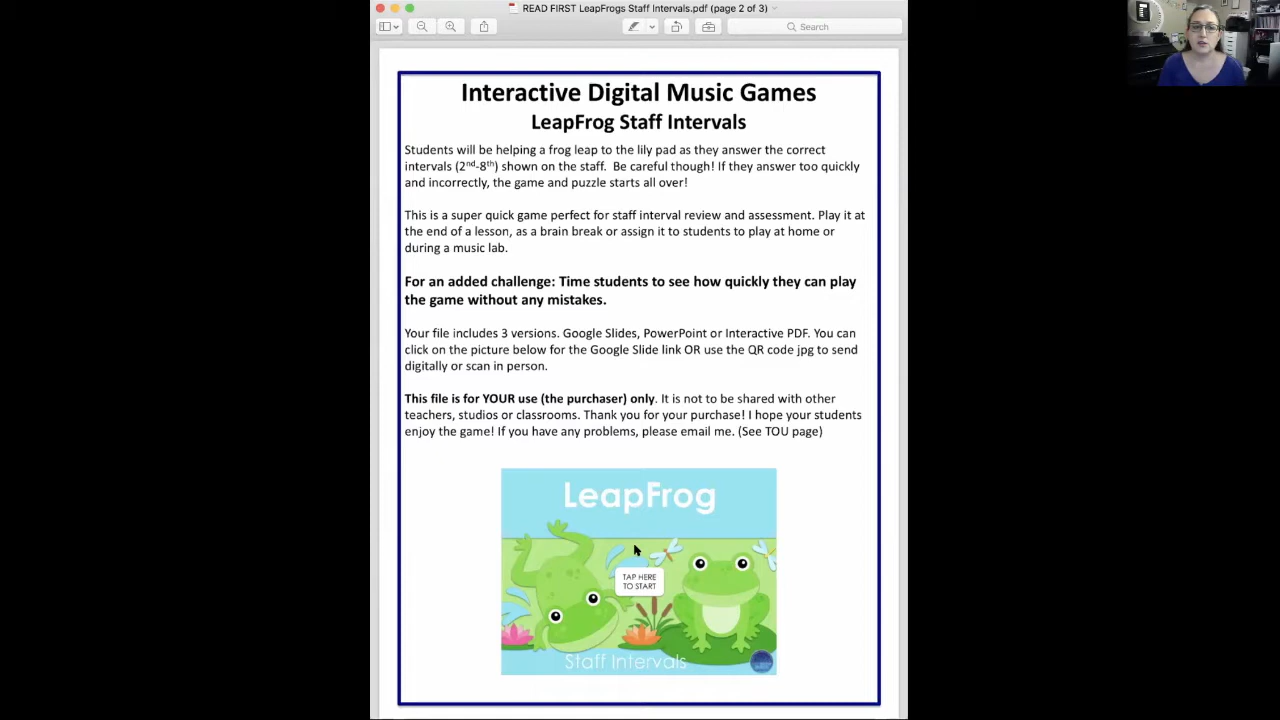 READ FIRST LeapFrogs Staff Intervals.pdf (page 2 of 3)
Search
Interactive Digital Music Games
LeapFrog Staff Intervals
Students will be helping a frog leap to the lily pad as they answer the correct
intervals (2nd-8th) shown on the staff.  Be careful though! If they answer too quickly
and incorrectly, the game and puzzle starts all over!
This is a super quick game perfect for staff interval review and assessment. Play it at
the end of a lesson, as a brain break or assign it to students to play at home or
during a music lab.
For an added challenge: Time students to see how quickly they can play
the game without any mistakes.
Your file includes 3 versions. Google Slides, PowerPoint or Interactive PDF. You can
click on the picture below for the Google Slide link OR use the QR code jpg to send
digitally or scan in person.
This file is for YOUR use (the purchaser) only. It is not to be shared with other
teachers, studios or classrooms. Thank you for your purchase! I hope your students
enjoy the game! If you have any problems, please email me. (See TOU page)
LeapFrog
TAP HERE
TO START
Staff Intervals